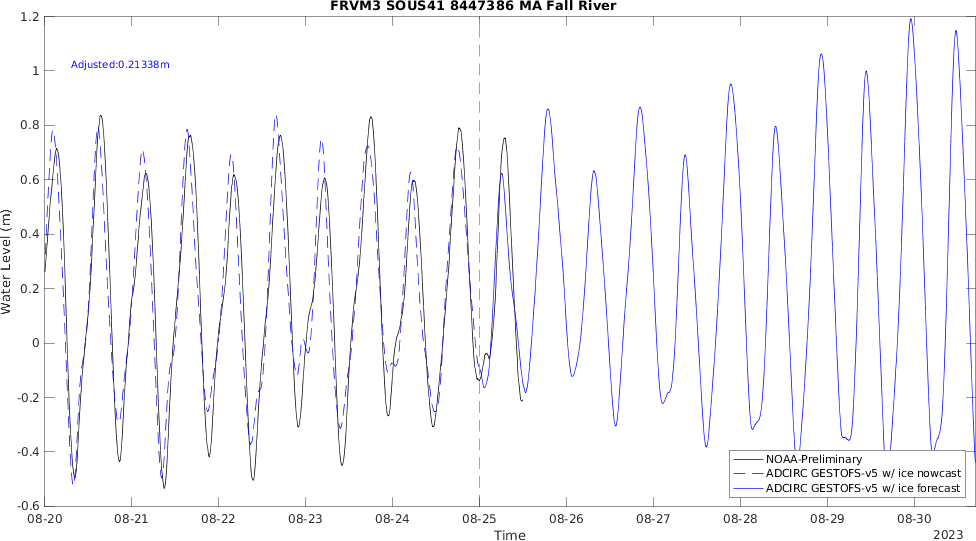 FRVM3 SOUS41 8447386 MA Fall River
1.2
1
0.8
0.6
0.4
0.2
0
-0.2
-0.4
-0.6
Water Level (m)
Adjusted:0.21338m
NOAA-Preliminary
ADCIRC GESTOFS-v5 w/ ice nowcast
ADCIRC GESTOFS-v5 w/ ice forecast
08-20 08-21 08-22 08-23 08-24 08-25 08-26 08-27 08-28 08-29 08-30
Time
2023